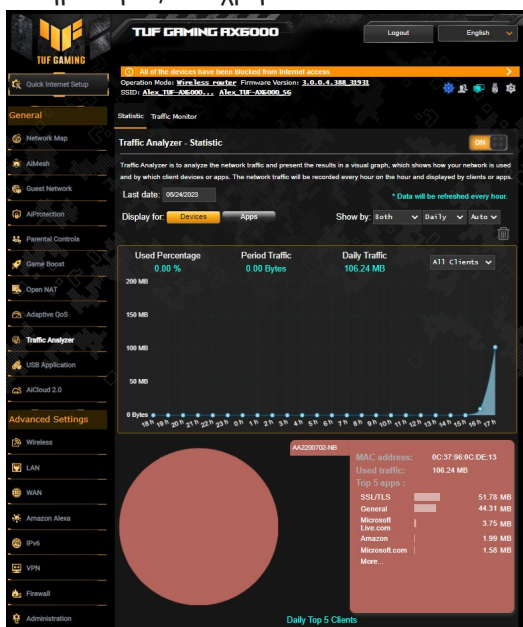 TUF GAMING AX6000
Logout
English
TUF GAMING
All of the devices have been blocked from Internet access.
Quick Internet Setup
Operation Mode: Wireless router Firmware Version: 3.0.0.4.388_31931
SSID: Alex_TUF-AX6000... Alex_TUF-AX6000_5G
General
Network Map
AiMesh
Guest Network
AiProtection
Parental Controls
Game Boost
Open NAT
Adaptive QoS
Traffic Analyzer
USB Application
AiCloud 2.0
Advanced Settings
Wireless
LAN
WAN
Amazon Alexa
IPv6
VPN
Firewall
Administration
Statistic Traffic Monitor
Traffic Analyzer - Statistic
ON
Traffic Analyzer is to analyze the network traffic and present the results in a visual graph, which shows how your network is used
and by which client devices or apps. The network traffic will be recorded every hour on the hour and displayed by clients or apps.
Last date: 05/24/2023
* Data will be refreshed every hour.
Display for: Devices Apps
Show by: Both Daily Auto
Used Percentage Period Traffic Daily Traffic
0.00 % 0.00 Bytes 106.24 MB
All Clients
200 MB
150 MB
100 MB
50 MB
0 Bytes
18 h 19 h 20 h 21 h 22 h 23 h 0 h 1 h 2 h 3 h 4 h 5 h 6 h 7 h 8 h 9 h 10 h 11 h 12 h 13 h 14 h 15 h 16 h 17 h
AA2200702-NB
MAC address: 0C:37:96:0C:DE:13
Used traffic: 106.24 MB
Top 5 apps :
SSL/TLS 51.78 MB
General 44.31 MB
Microsoft
Live.com 3.75 MB
Amazon 1.99 MB
Microsoft.com 1.58 MB
More...
Daily Top 5 Clients